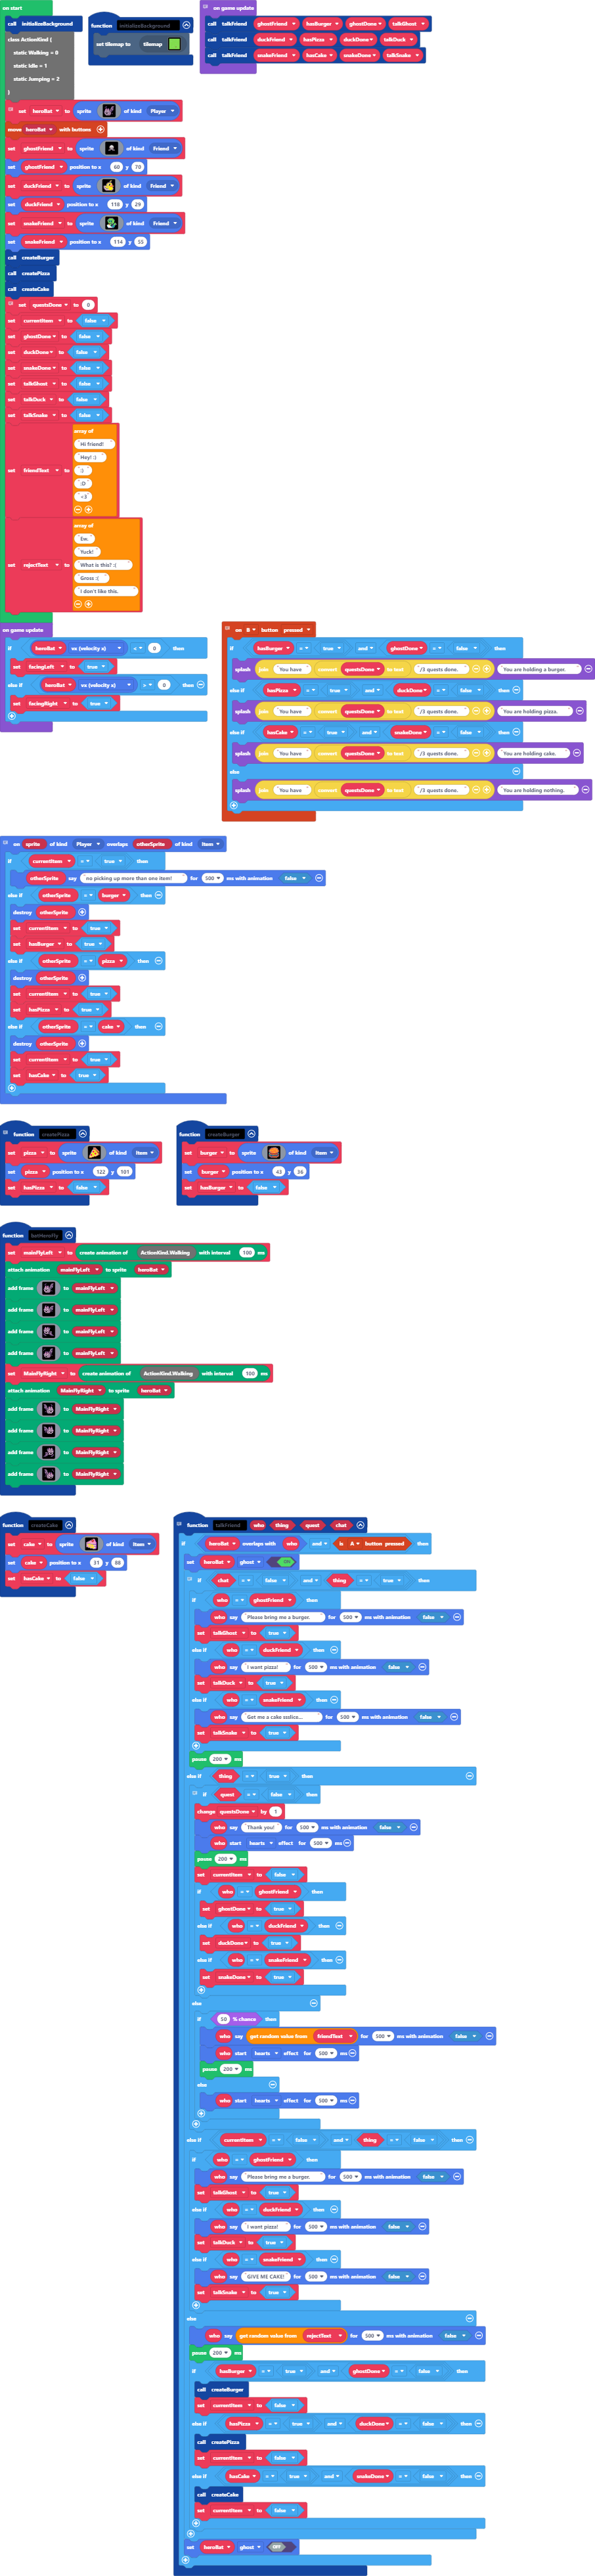 on start
call initializeBackground
class ActionKind {
static Walking = 0
static Idle = 1
static Jumping = 2
}
set heroBat to sprite of kind Player
move heroBat with buttons
set ghostFriend to sprite of kind Friend
set ghostFriend position to x 60 y 78
set duckFriend to sprite of kind Friend
set duckFriend position to x 118 y 29
set snakeFriend to sprite of kind Friend
set snakeFriend position to x 114 y 55
call createBurger
call createPizza
call createCake
set questsDone to 0
set currentItem to false
set ghostDone to false
set duckDone to false
set snakeDone to false
set talkGhost to false
set talkDuck to false
set talkSnake to false
set friendText to array of
Hi friend!
Hey! :)
:)
:D
<3
set rejectText to array of
Ew.
Yuck!
What is this? :(
Gross :(
I don't like this.
function initializeBackground
set tilemap to tilemap
on game update
call talkFriend ghostFriend hasBurger ghostDone talkGhost
call talkFriend duckFriend hasPizza duckDone talkDuck
call talkFriend snakeFriend hasCake snakeDone talkSnake
on game update
if heroBat vx (velocity x) < 0 then
set facingLeft to true
else if heroBat vx (velocity x) > 0 then
set facingRight to true
on B button pressed
if hasBurger = true and ghostDone = false then
splash join You have convert questsDone to text /3 quests done. You are holding a burger.
else if hasPizza = true and duckDone = false then
splash join You have convert questsDone to text /3 quests done. You are holding pizza.
else if hasCake = true and snakeDone = false then
splash join You have convert questsDone to text /3 quests done. You are holding cake.
else
splash join You have convert questsDone to text /3 quests done. You are holding nothing.
on sprite of kind Player overlaps otherSprite of kind Item
if currentItem = true then
otherSprite say no picking up more than one item! for 500 ms with animation false
else if otherSprite = burger then
destroy otherSprite
set currentItem to true
set hasBurger to true
else if otherSprite = pizza then
destroy otherSprite
set currentItem to true
set hasPizza to true
else if otherSprite = cake then
destroy otherSprite
set currentItem to true
set hasCake to true
function createPizza
set pizza to sprite of kind Item
set pizza position to x 122 y 101
set hasPizza to false
function createBurger
set burger to sprite of kind Item
set burger position to x 43 y 36
set hasBurger to false
function batHeroFly
set mainFlyLeft to create animation of ActionKind.Walking with interval 100 ms
attach animation mainFlyLeft to sprite heroBat
add frame to mainFlyLeft
add frame to mainFlyLeft
add frame to mainFlyLeft
add frame to mainFlyLeft
set MainFlyRight to create animation of ActionKind.Walking with interval 100 ms
attach animation MainFlyRight to sprite heroBat
add frame to MainFlyRight
add frame to MainFlyRight
add frame to MainFlyRight
add frame to MainFlyRight
function createCake
set cake to sprite of kind Item
set cake position to x 31 y 88
set hasCake to false
function talkFriend who thing quest chat
if heroBat overlaps with who and is A button pressed then
set heroBat ghost ON
if chat = false and thing = true then
if who = ghostFriend then
who say Please bring me a burger. for 500 ms with animation false
set talkGhost to true
else if who = duckFriend then
who say I want pizza! for 500 ms with animation false
set talkDuck to true
else if who = snakeFriend then
who say Get me a cake sslice... for 500 ms with animation false
set talkSnake to true
pause 200 ms
else if thing = true then
if quest = false then
change questsDone by 1
who say Thank you! for 500 ms with animation false
who start hearts effect for 500 ms
pause 200 ms
set currentItem to false
if who = ghostFriend then
set ghostDone to true
else if who = duckFriend then
set duckDone to true
else if who = snakeFriend then
set snakeDone to true
else
if 50 % chance then
who say get random value from friendText for 500 ms with animation false
who start hearts effect for 500 ms
pause 200 ms
else
who start hearts effect for 500 ms
else if currentItem = false and thing = false then
if who = ghostFriend then
who say Please bring me a burger. for 500 ms with animation false
set talkGhost to true
else if who = duckFriend then
who say I want pizza! for 500 ms with animation false
set talkDuck to true
else if who = snakeFriend then
who say GIVE ME CAKE! for 500 ms with animation false
set talkSnake to true
else
who say get random value from rejectText for 500 ms with animation false
pause 200 ms
if hasBurger = true and ghostDone = false then
call createBurger
set currentItem to false
else if hasPizza = true and duckDone = false then
call createPizza
set currentItem to false
else if hasCake = true and snakeDone = false then
call createCake
set currentItem to false
set heroBat ghost OFF